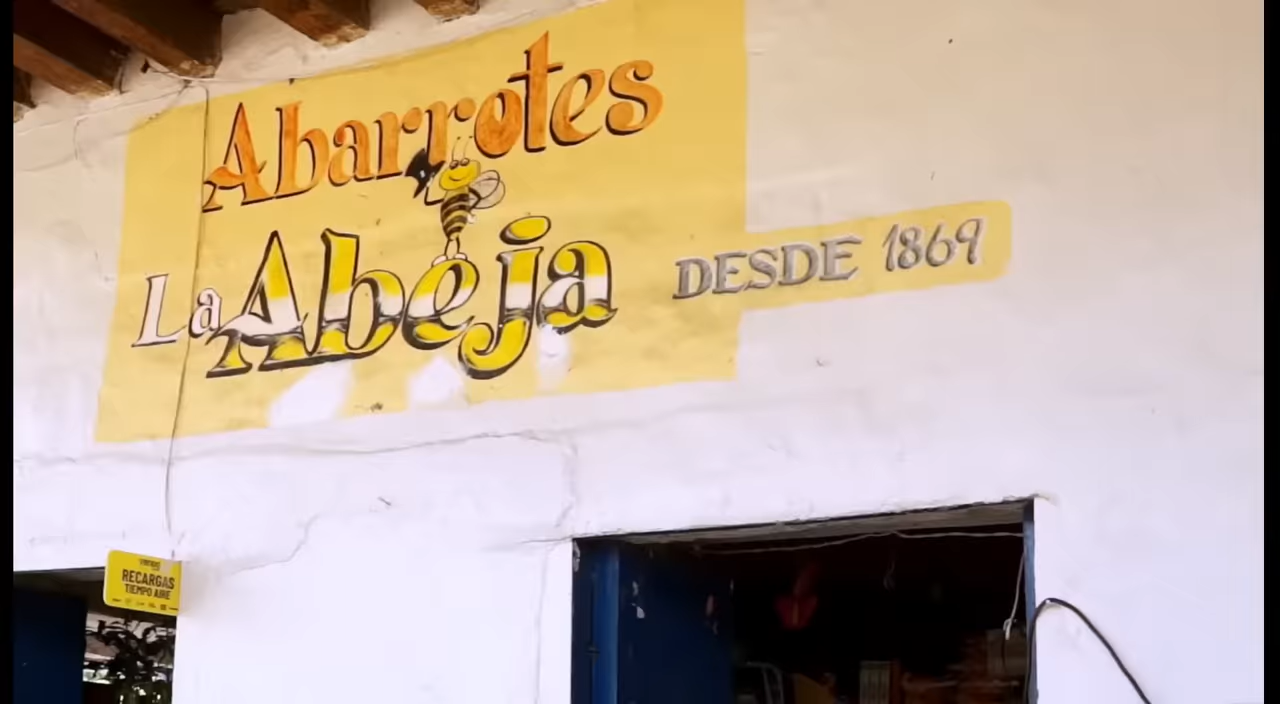 Abarrotes
La Abeja
DESDE 1869
RECARGAS
TIEMPO AIRE